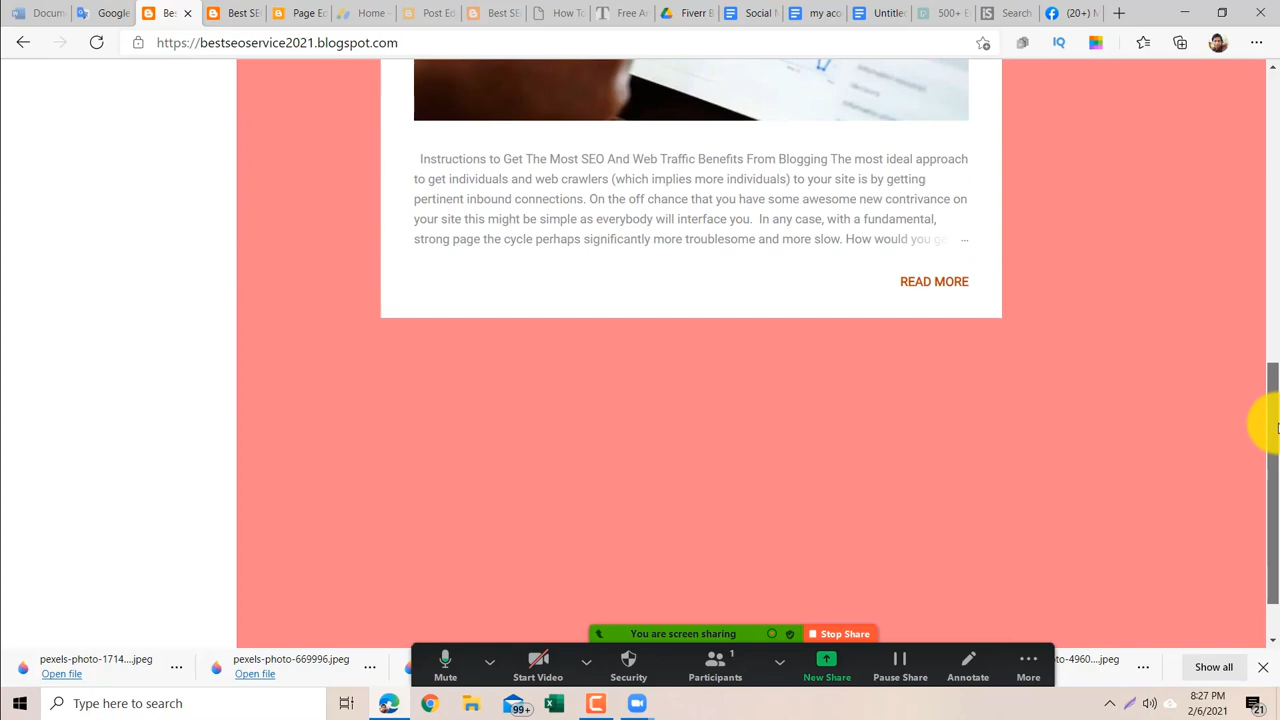 Docum
Google
Bes
Best SE
Page Ed
Home -
Post Ed
Best SE
How To
Free A
Fiverr B
Social M
my acc
Untitle
500+ E
Search
(20+) M
https://bestseoservice2021.blogspot.com
IQ
Instructions to Get The Most SEO And Web Traffic Benefits From Blogging The most ideal approach
to get individuals and web crawlers (which implies more individuals) to your site is by getting
pertinent inbound connections. On the off chance that you have some awesome new contrivance on
your site this might be simple as everybody will interface you. In any case, with a fundamental,
strong page the cycle perhaps significantly more troublesome and more slow. How would you ge ...
READ MORE
You are screen sharing
Stop Share
pexels-photo-1714....jpeg
Open file
pexels-photo-669996.jpeg
Open file
-4960....jpeg
Show all
Mute
Start Video
Security
1
Participants
New Share
Pause Share
Annotate
More
Type here to search
99+
8:27 PM
2/6/2021
21